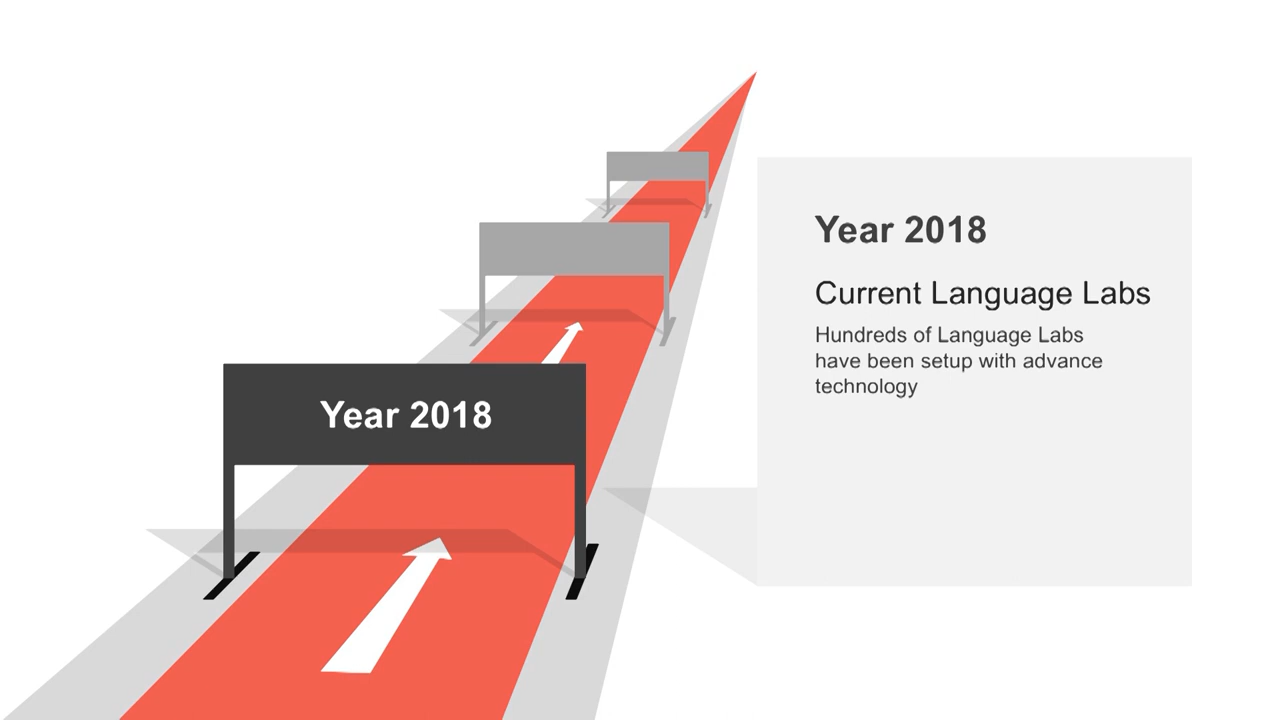 Year 2018
Year 2018
Current Language Labs
Hundreds of Language Labs
have been setup with advance
technology